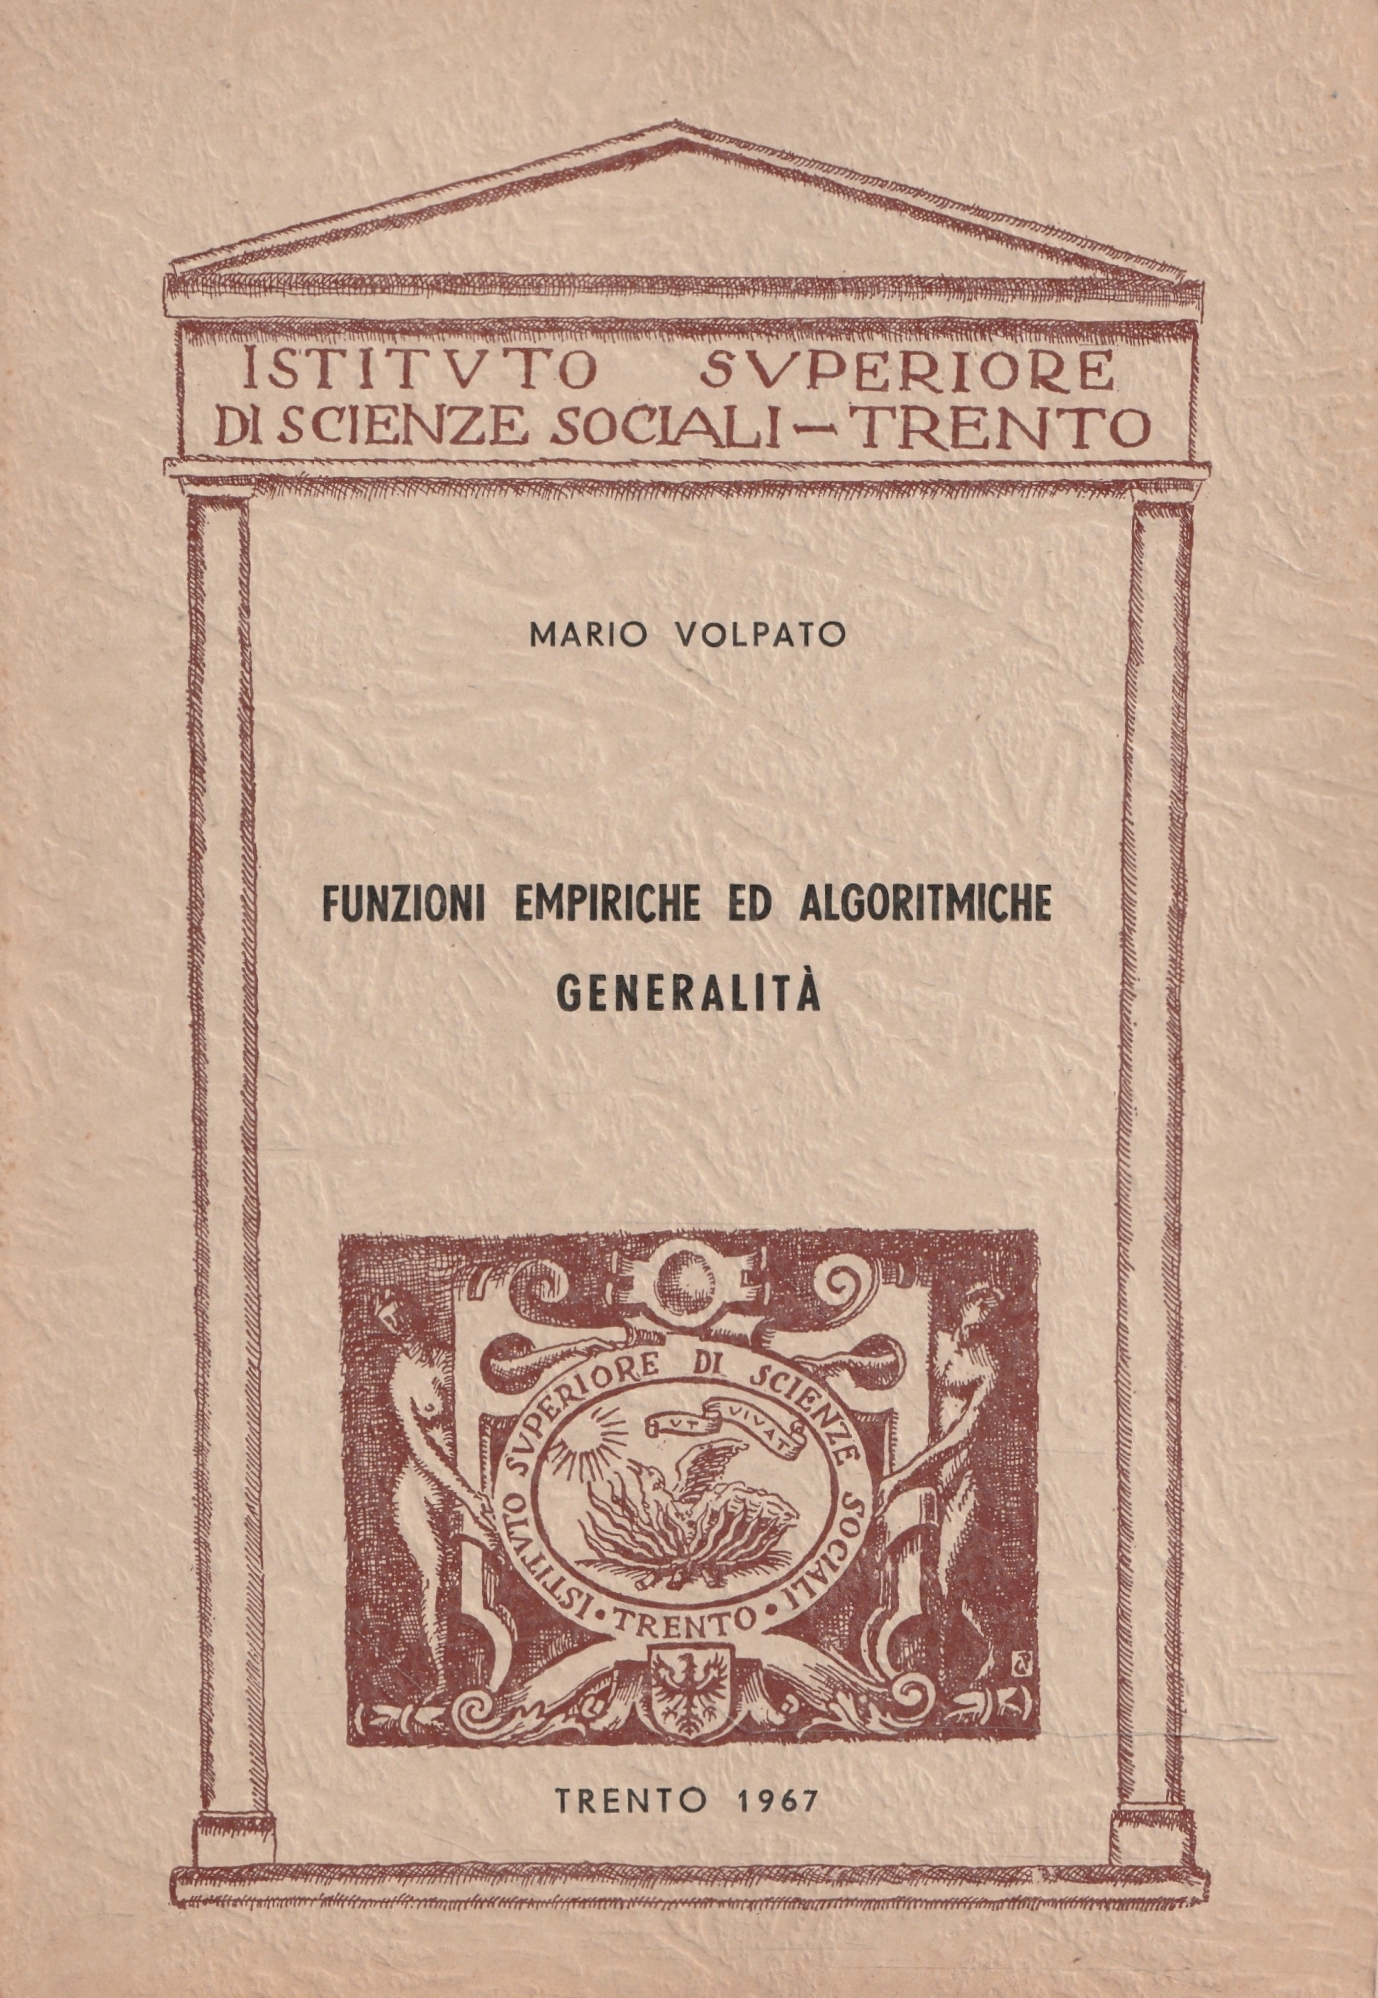 ISTITVTO SVPERIORE
DI SCIENZE SOCIALI – TRENTO
MARIO VOLPATO
FUNZIONI EMPIRICHE ED ALGORITMICHE
GENERALITÀ
ISTITVTO SVPERIORE DI SCIENZE SOCIALI
UT VIVAT
• TRENTO •
TRENTO 1967